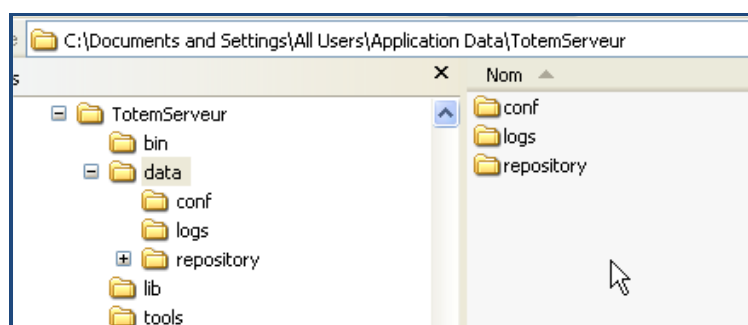 C:\Documents and Settings\All Users\Application Data\TotemServeur
s
Nom
TotemServeur
bin
data
conf
logs
repository
lib
tools
conf
logs
repository